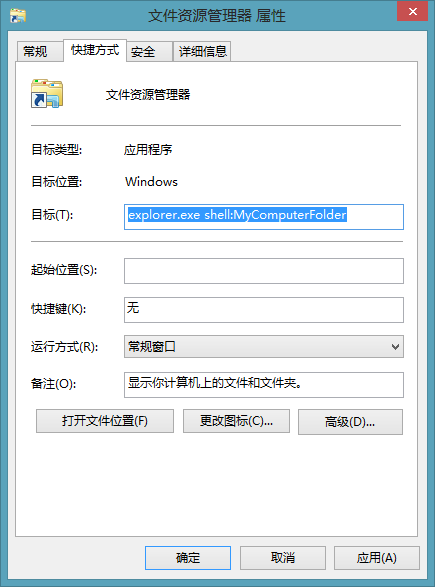 文件资源管理器 属性
常规 快捷方式 安全 详细信息
文件资源管理器
目标类型: 应用程序
目标位置: Windows
目标(T): explorer.exe shell:MyComputerFolder
起始位置(S):
快捷键(K): 无
运行方式(R): 常规窗口
备注(O): 显示你计算机上的文件和文件夹。
打开文件位置(F) 更改图标(C)... 高级(D)...
确定 取消 应用(A)